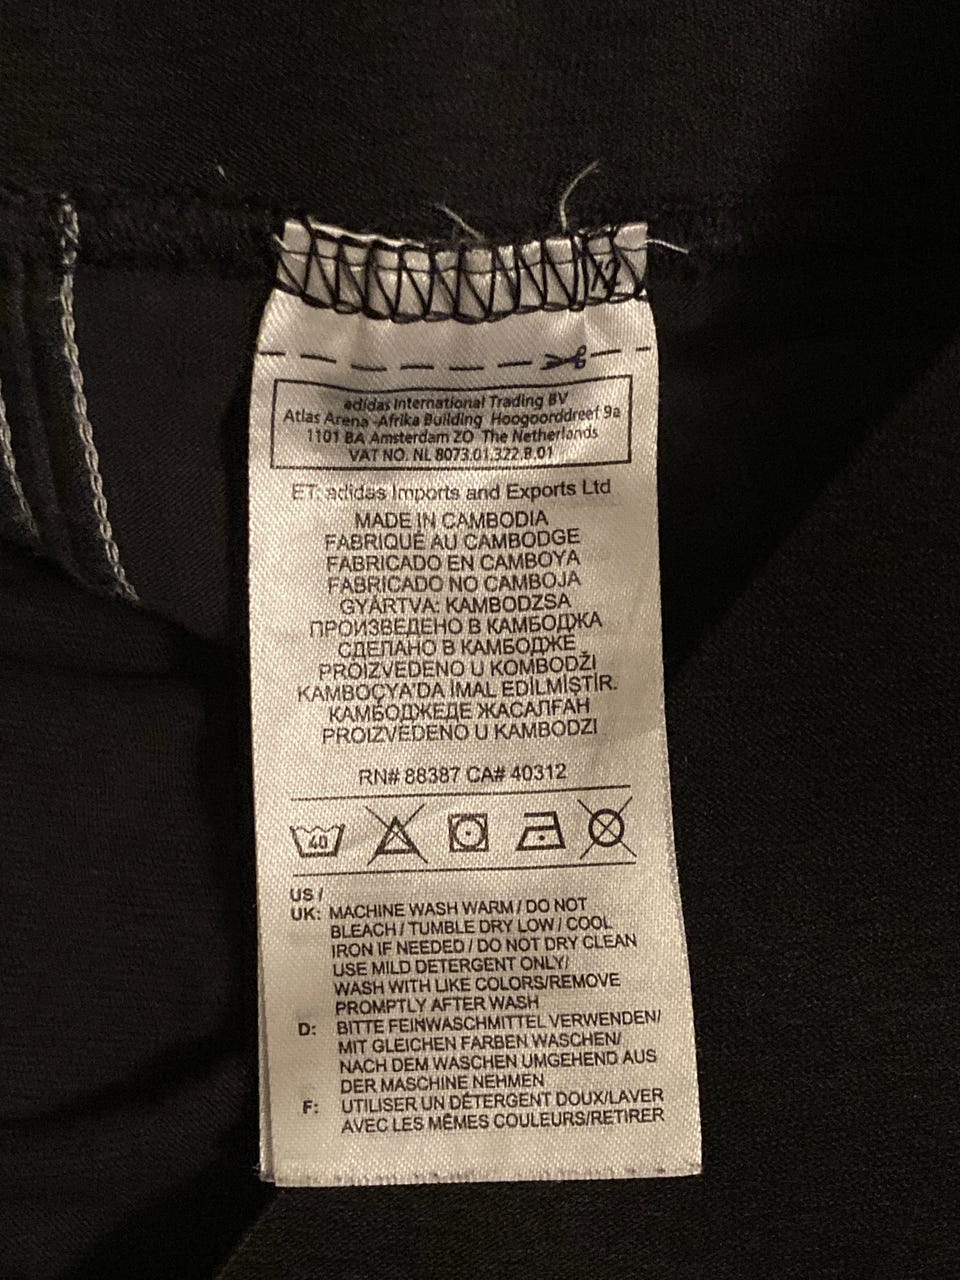 adidas International Trading BV
Atlas Arena Afrika Building Hoogoorddreef 9a
1101 BA Amsterdam ZO The Netherlands
VAT NO. NL 8073.01.322.B.01
ET: adidas Imports and Exports Ltd
MADE IN CAMBODIA
FABRIQUÉ AU CAMBODGE
FABRICADO EN CAMBOYA
FABRICADO NO CAMBOJA
GYÁRTVA: KAMBODZSA
ПРОИЗВЕДЕНО В КАМБОДЖА
СДЕЛАНО В КАМБОДЖЕ
PROIZVEDENO U KOMBODŽI
KAMBOÇYA'DA İMAL EDİLMİŞTİR.
КАМБОДЖЕДЕ ЖАСАЛҒАН
PROIZVEDENO U KAMBODZI
RN# 88387 CA# 40312
40
US /
UK: MACHINE WASH WARM / DO NOT
BLEACH / TUMBLE DRY LOW / COOL
IRON IF NEEDED / DO NOT DRY CLEAN
USE MILD DETERGENT ONLY/
WASH WITH LIKE COLORS/REMOVE
PROMPTLY AFTER WASH
D: BITTE FEINWASCHMITTEL VERWENDEN/
MIT GLEICHEN FARBEN WASCHEN/
NACH DEM WASCHEN UMGEHEND AUS
DER MASCHINE NEHMEN
F: UTILISER UN DÉTERGENT DOUX/LAVER
AVEC LES MÊMES COULEURS/RETIRER